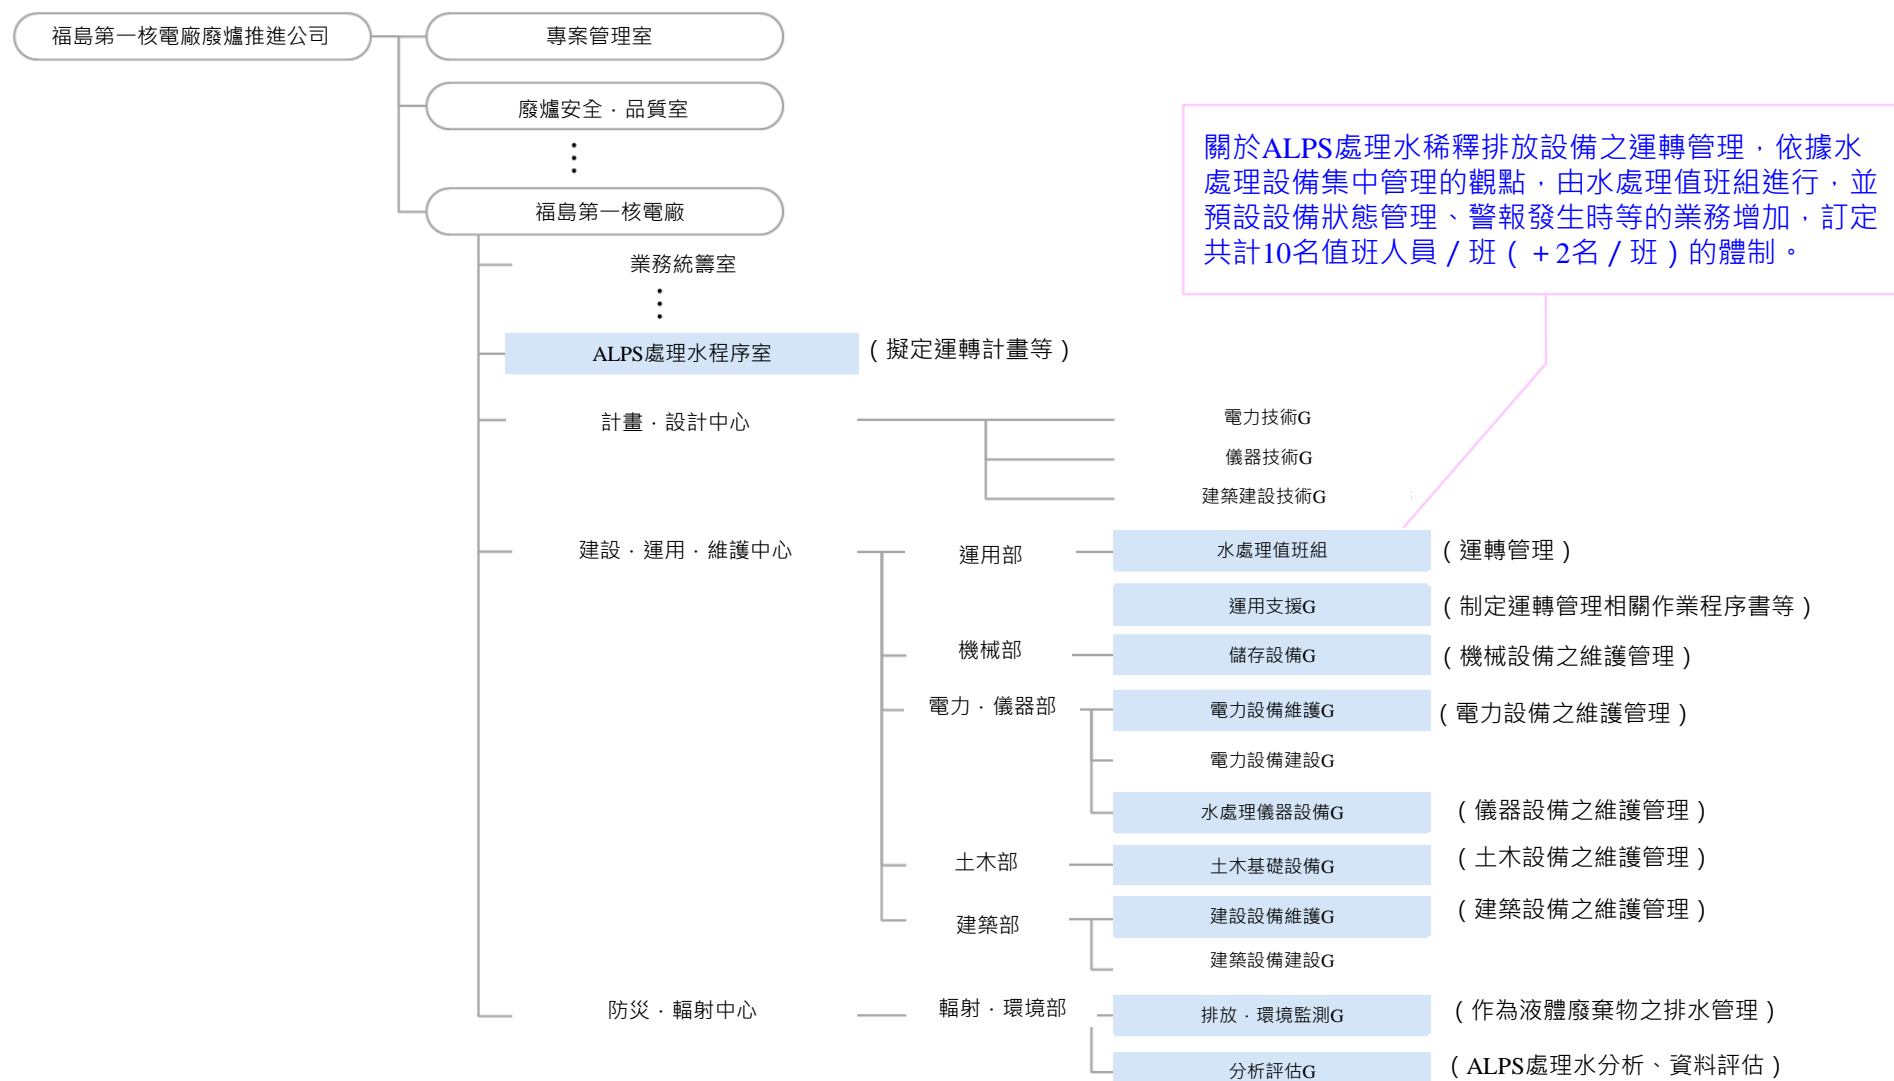 福島第一核電廠廢爐推進公司
專案管理室
廢爐安全．品質室
福島第一核電廠
關於ALPS處理水稀釋排放設備之運轉管理，依據水
處理設備集中管理的觀點，由水處理值班組進行，並
預設設備狀態管理、警報發生時等的業務增加，訂定
共計10名值班人員／班（＋2名／班）的體制。
業務統籌室
ALPS處理水程序室
（擬定運轉計畫等）
計畫．設計中心
電力技術G
儀器技術G
建築建設技術G
建設．運用．維護中心
運用部
水處理值班組
（運轉管理）
運用支援G
（制定運轉管理相關作業程序書等）
機械部
儲存設備G
（機械設備之維護管理）
電力．儀器部
電力設備維護G
（電力設備之維護管理）
電力設備建設G
水處理儀器設備G
（儀器設備之維護管理）
土木部
土木基礎設備G
（土木設備之維護管理）
建築部
建設設備維護G
（建築設備之維護管理）
建築設備建設G
防災．輻射中心
輻射．環境部
排放．環境監測G
（作為液體廢棄物之排水管理）
分析評估G
（ALPS處理水分析、資料評估）